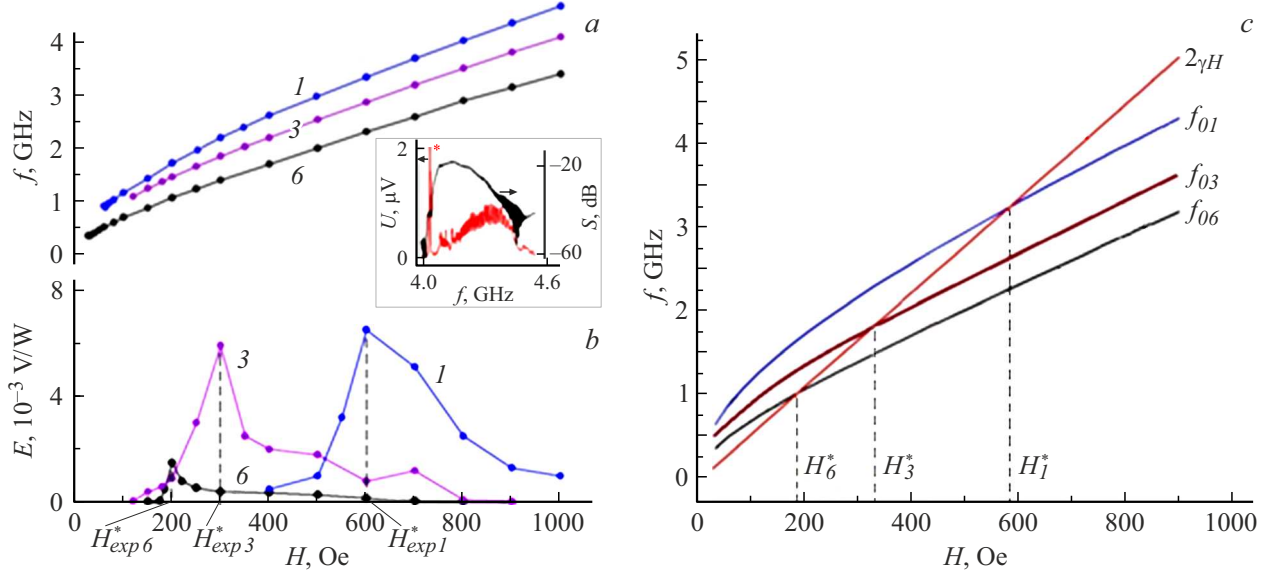 a
4
3
2
1
0
f, GHz
1
3
6
2
0
U, μV
*
–20
–60
S, dB
4.0
4.6
f, GHz
b
8
4
0
E, 10⁻³ V/W
3
1
6
0
200
400
600
800
1000
H*exp 6
H*exp 3
H*exp1
H, Oe
c
5
4
3
2
1
0
f, GHz
2γH
f01
f03
f06
H*6
H*3
H*1
0
200
400
600
800
1000
H, Oe